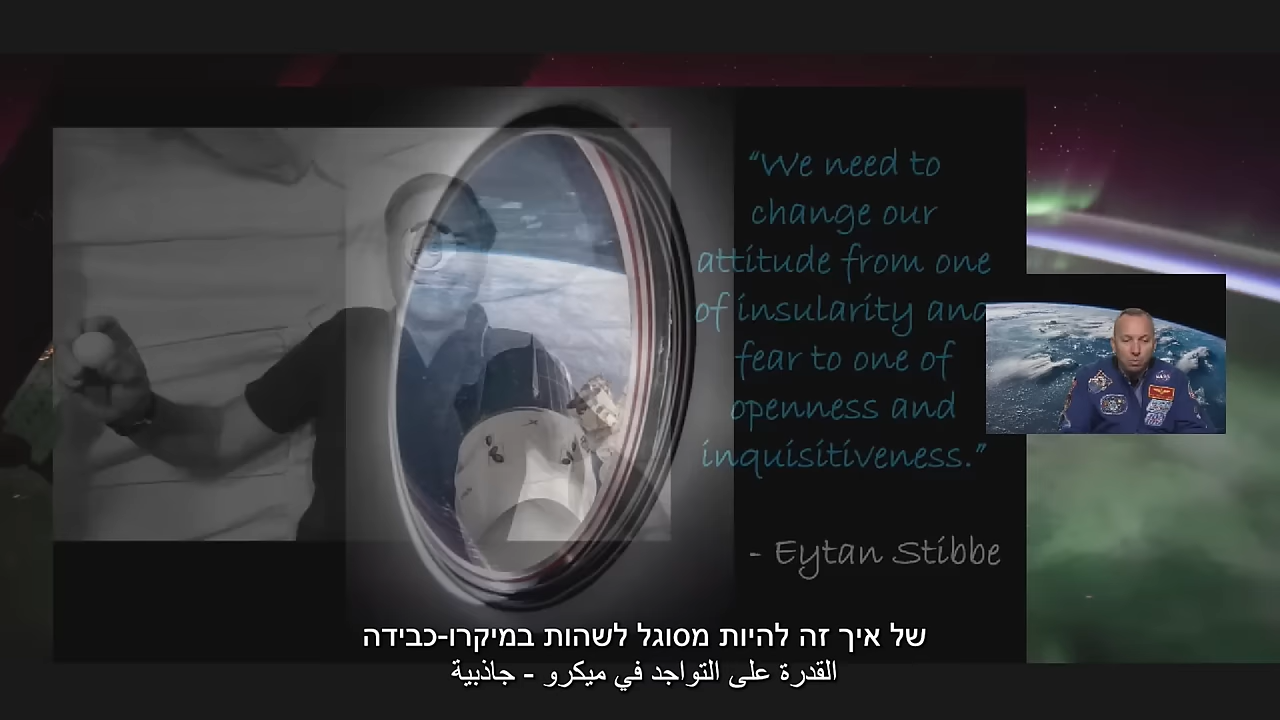 “We need to
change our
attitude from one
of insularity and
fear to one of
openness and
inquisitiveness.”
- Eytan Stibbe
של איך זה להיות מסוגל לשהות במיקרו-כבידה
القدرة على التواجد في ميكرو - جاذبية